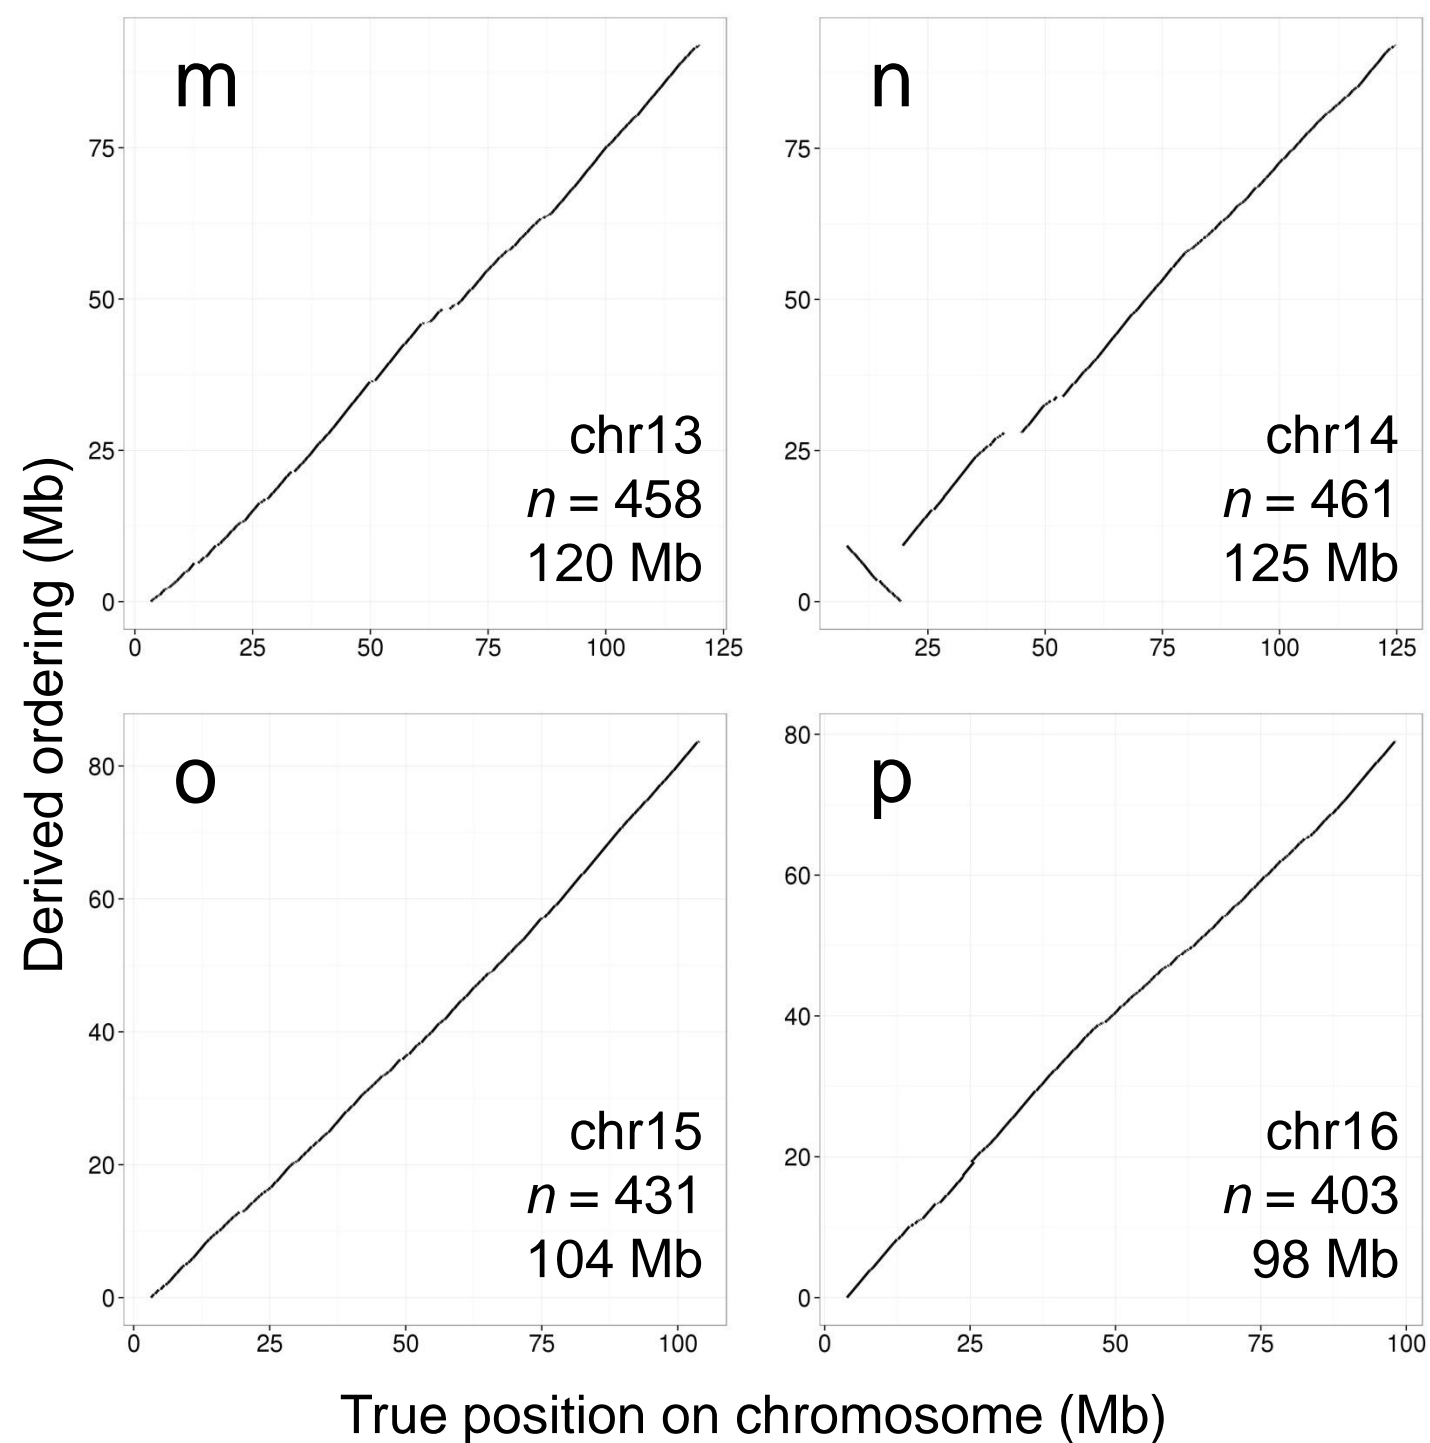 m
75
50
25
0
chr13
n = 458
120 Mb
0 25 50 75 100 125
n
75
50
25
0
chr14
n = 461
125 Mb
25 50 75 100 125
Derived ordering (Mb)
o
80
60
40
20
0
chr15
n = 431
104 Mb
0 25 50 75 100
p
80
60
40
20
0
chr16
n = 403
98 Mb
0 25 50 75 100
True position on chromosome (Mb)